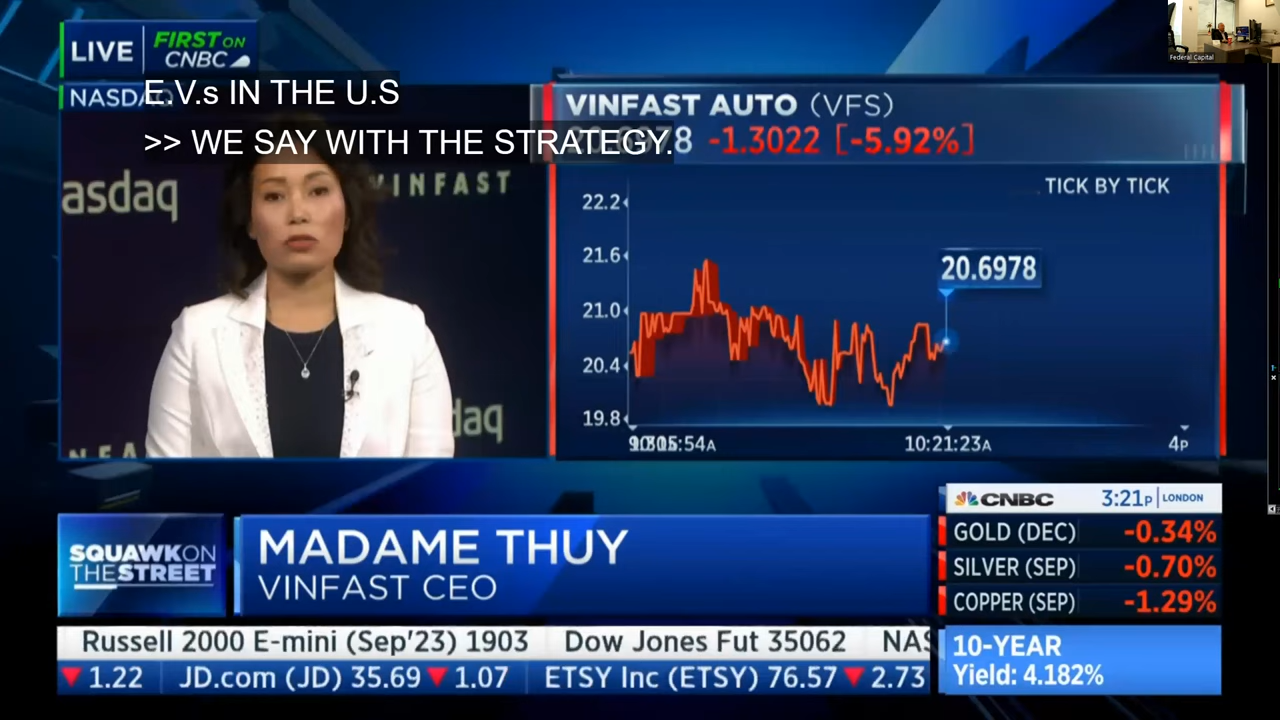 LIVE
FIRST ON
CNBC
NASDAQ
E.V.s IN THE U.S
>> WE SAY WITH THE STRATEGY.
asdaq
VINFAST
daq
VINFAST AUTO (VFS)
-1.3022 [-5.92%]
TICK BY TICK
22.2
21.6
21.0
20.4
19.8
20.6978
10:21:23A
4P
Federal Capital
SQUAWK ON
THE STREET
MADAME THUY
VINFAST CEO
CNBC
3:21P
LONDON
GOLD (DEC) -0.34%
SILVER (SEP) -0.70%
COPPER (SEP) -1.29%
10-YEAR
Yield: 4.182%
Russell 2000 E-mini (Sep'23) 1903 Dow Jones Fut 35062 NAS
▼ 1.22 JD.com (JD) 35.69 ▼ 1.07 ETSY Inc (ETSY) 76.57 ▼ 2.73